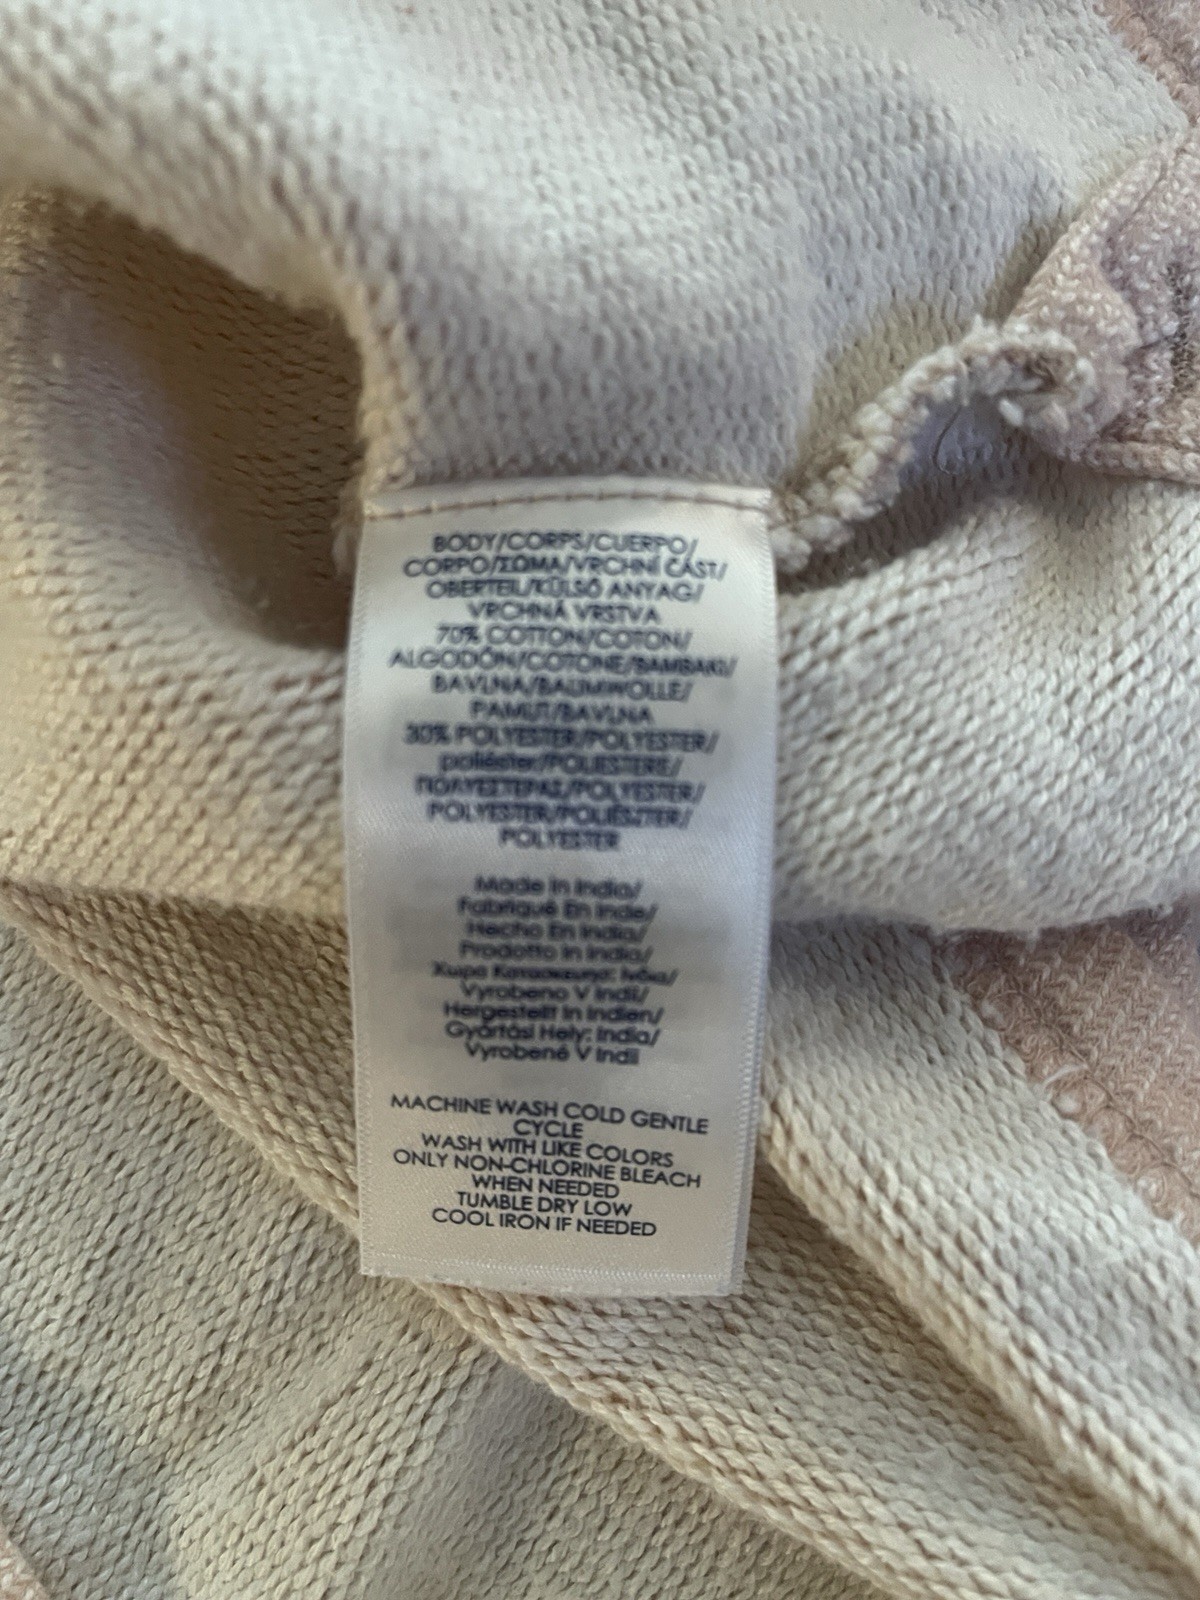 BODY/CORPS/CUERPO/
CORPO/ΣΩΜΑ/VRCHNÍ ČÁST/
OBERTEIL/KÜLSŐ ANYAG/
VRCHNÁ VRSTVA
70% COTTON/COTON/
ALGODÓN/COTONE/BAMBAKI/
BAVLNA/BAUMWOLLE/
PAMUT/BAVLNA
30% POLYESTER/POLYESTER/
poliéster/POLIESTERE/
ΠΟΛΥΕΣΤΕΡΑΣ/POLYESTER/
POLYESTER/POLIÉSZTER/
POLYESTER
Made In India/
Fabriqué En Inde/
Hecho En India/
Prodotto In India/
Χωρα Κατασκευης: Ινδια/
Vyrobeno V Indii/
Hergestellt In Indien/
Gyártási Hely: India/
Vyrobené V Indii
MACHINE WASH COLD GENTLE
CYCLE
WASH WITH LIKE COLORS
ONLY NON-CHLORINE BLEACH
WHEN NEEDED
TUMBLE DRY LOW
COOL IRON IF NEEDED